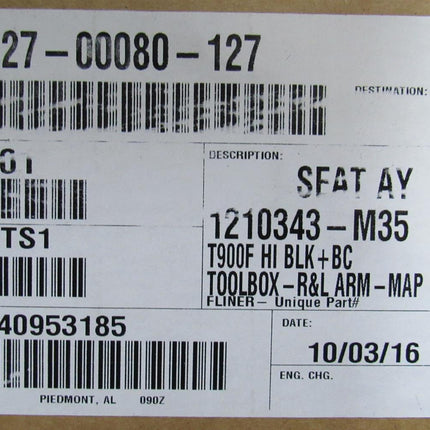 27-00080-127
DESTINATION:
01
DESCRIPTION:
SEAT AY
TS1
1210343-M35
T900F HI BLK+BC
TOOLBOX-R&L ARM-MAP
FLINER- Unique Part#
40953185
DATE:
10/03/16
ENG. CHG.
PIEDMONT, AL 090Z